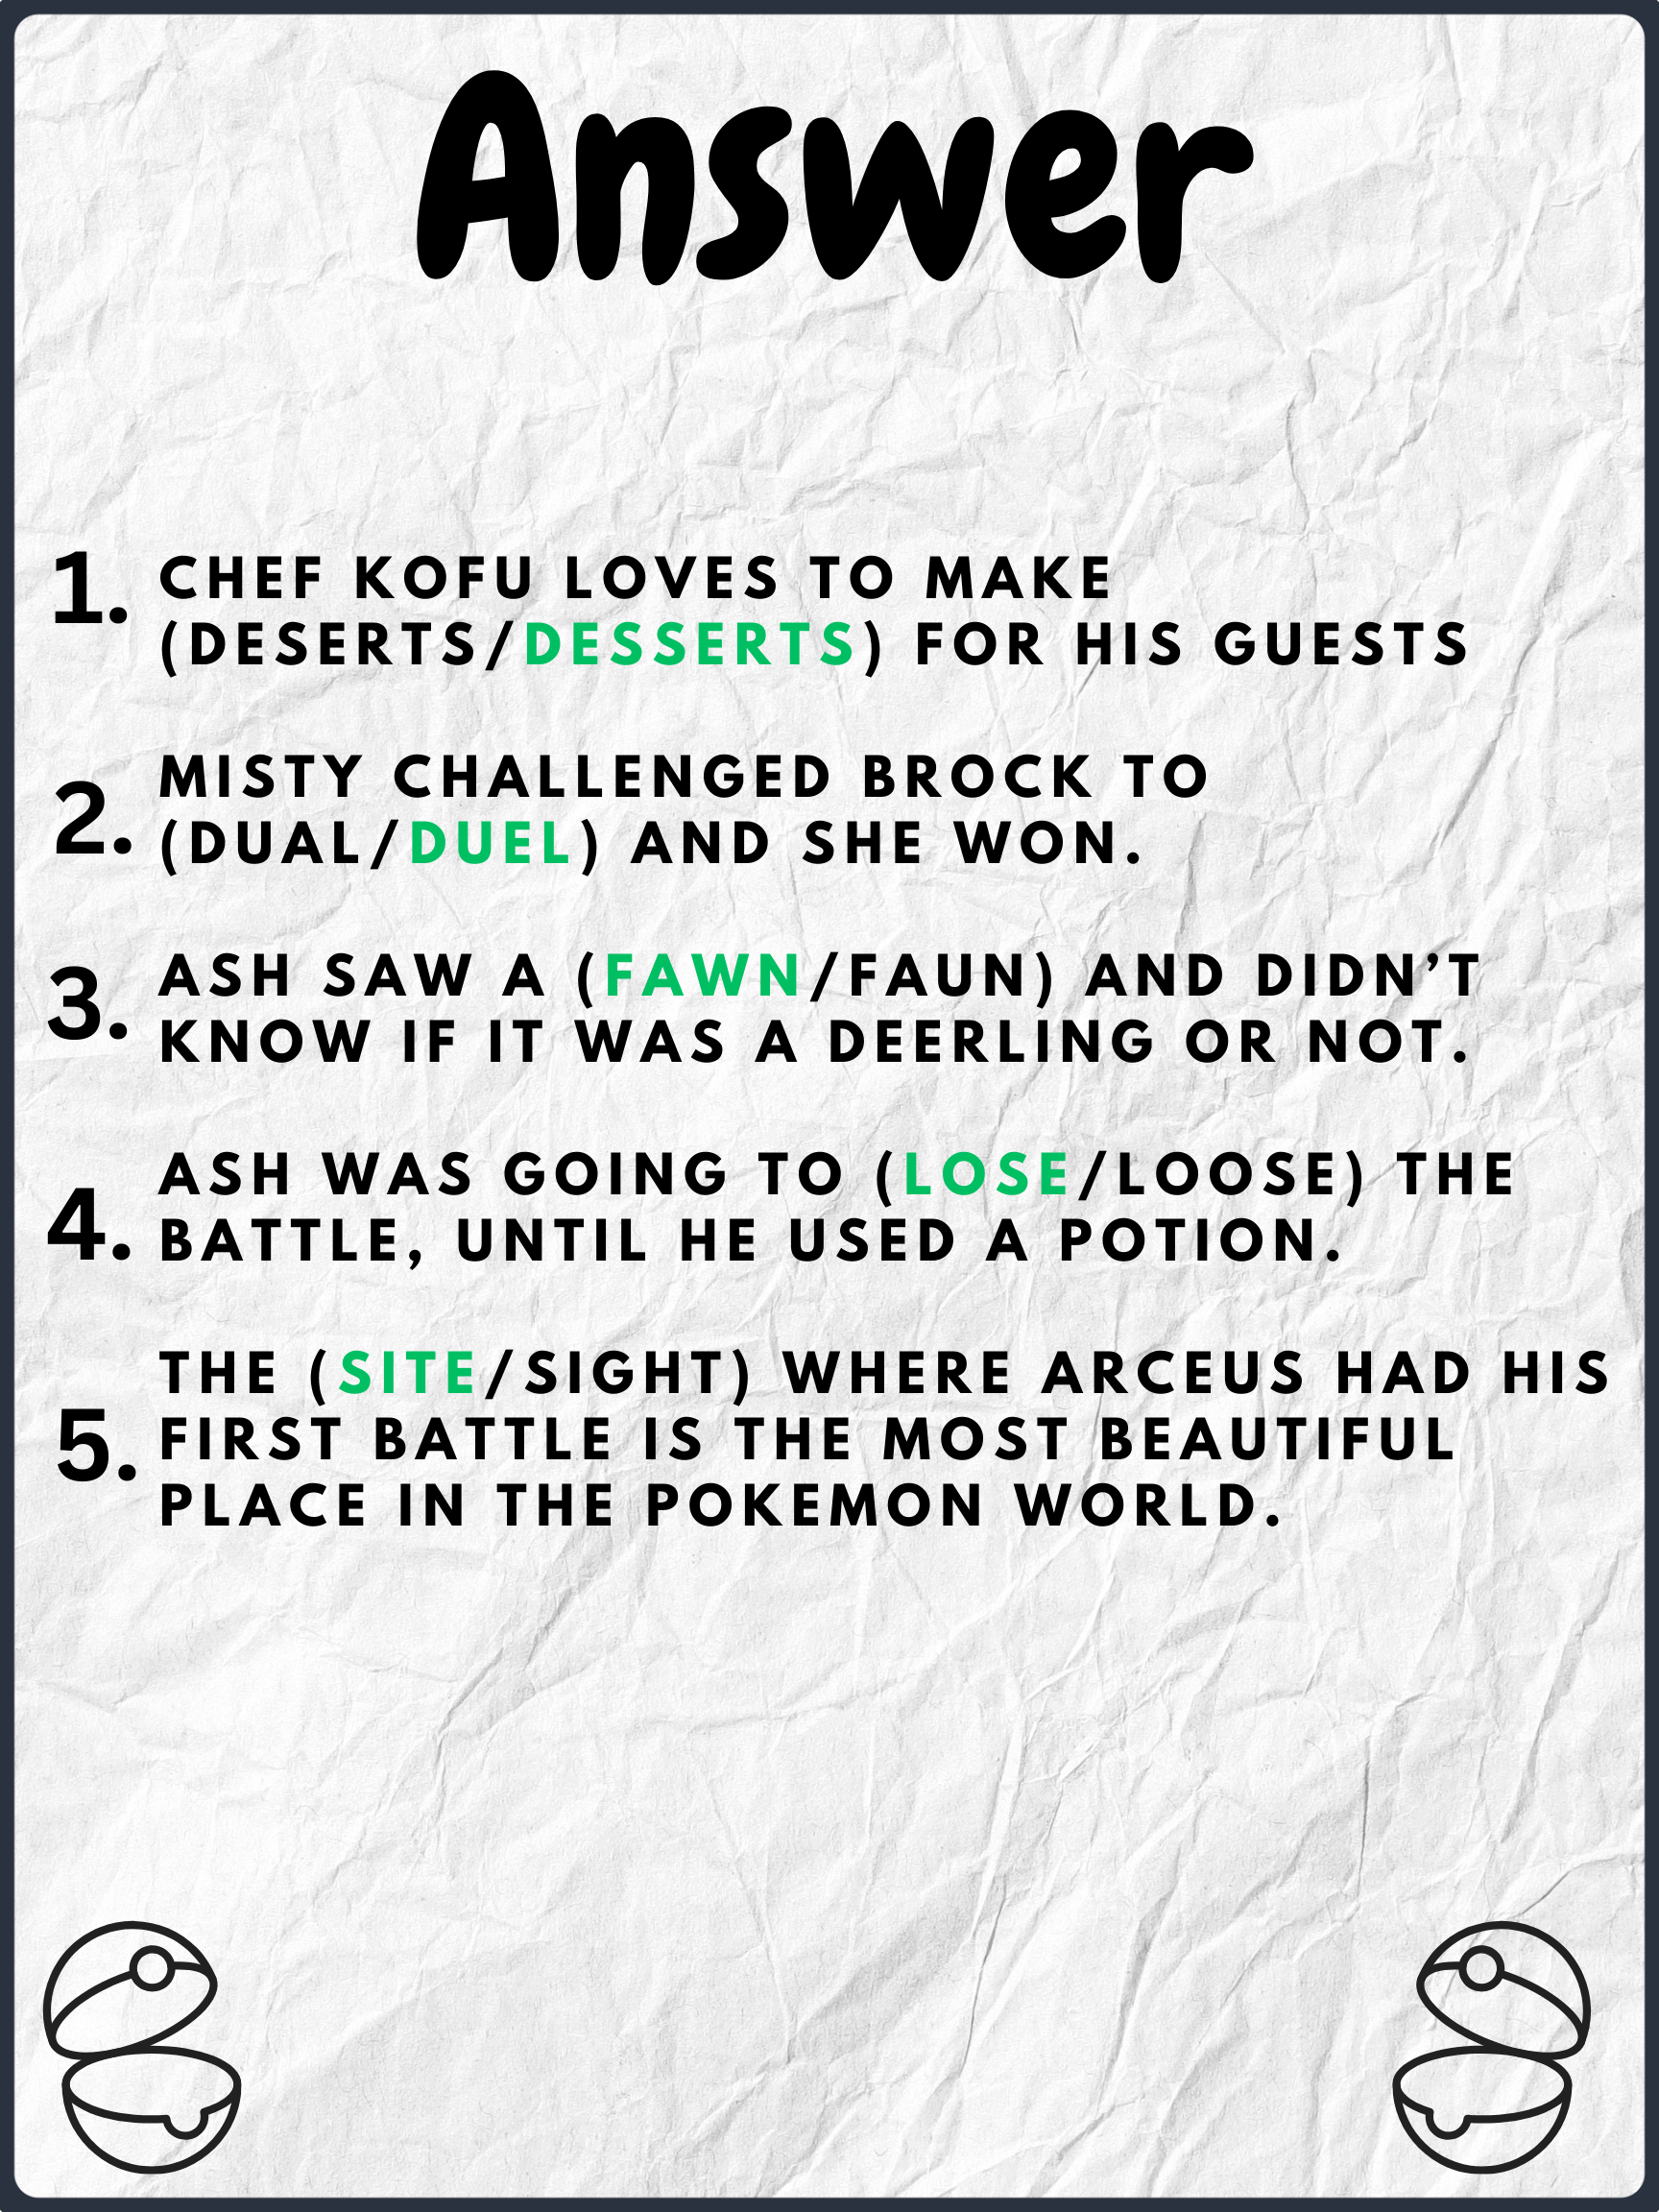 Answer
1. CHEF KOFU LOVES TO MAKE
(DESERTS/DESSERTS) FOR HIS GUESTS
2. MISTY CHALLENGED BROCK TO
(DUAL/DUEL) AND SHE WON.
3. ASH SAW A (FAWN/FAUN) AND DIDN’T
KNOW IF IT WAS A DEERLING OR NOT.
4. ASH WAS GOING TO (LOSE/LOOSE) THE
BATTLE, UNTIL HE USED A POTION.
5. THE (SITE/SIGHT) WHERE ARCEUS HAD HIS
FIRST BATTLE IS THE MOST BEAUTIFUL
PLACE IN THE POKEMON WORLD.